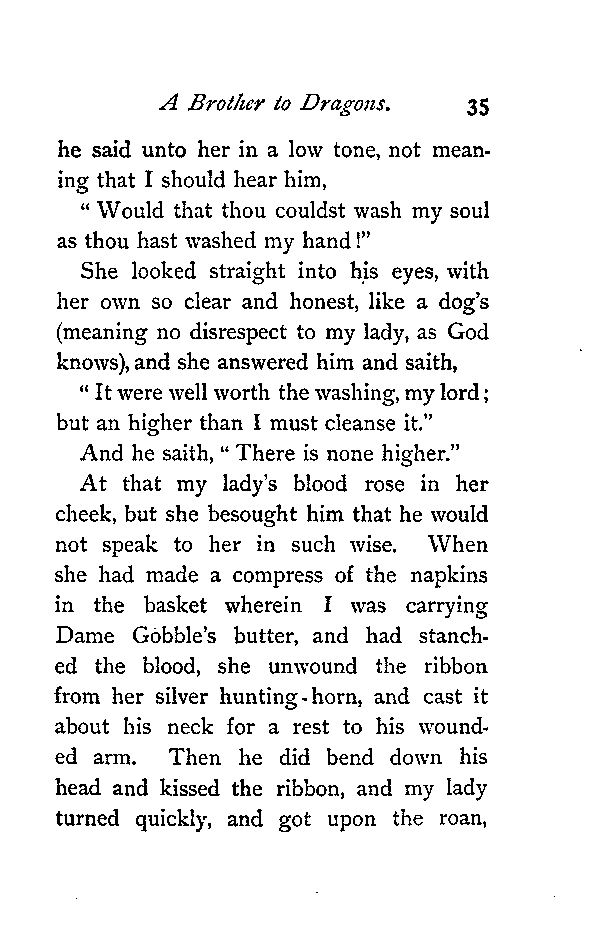 A Brother to Dragons. 35
he said unto her in a low tone, not mean-
ing that I should hear him,
“ Would that thou couldst wash my soul
as thou hast washed my hand !”
She looked straight into his eyes, with
her own so clear and honest, like a dog’s
(meaning no disrespect to my lady, as God
knows), and she answered him and saith,
“ It were well worth the washing, my lord ;
but an higher than I must cleanse it.”
And he saith, “ There is none higher.”
At that my lady’s blood rose in her
cheek, but she besought him that he would
not speak to her in such wise. When
she had made a compress of the napkins
in the basket wherein I was carrying
Dame Gobble’s butter, and had stanch-
ed the blood, she unwound the ribbon
from her silver hunting-horn, and cast it
about his neck for a rest to his wound-
ed arm. Then he did bend down his
head and kissed the ribbon, and my lady
turned quickly, and got upon the roan,